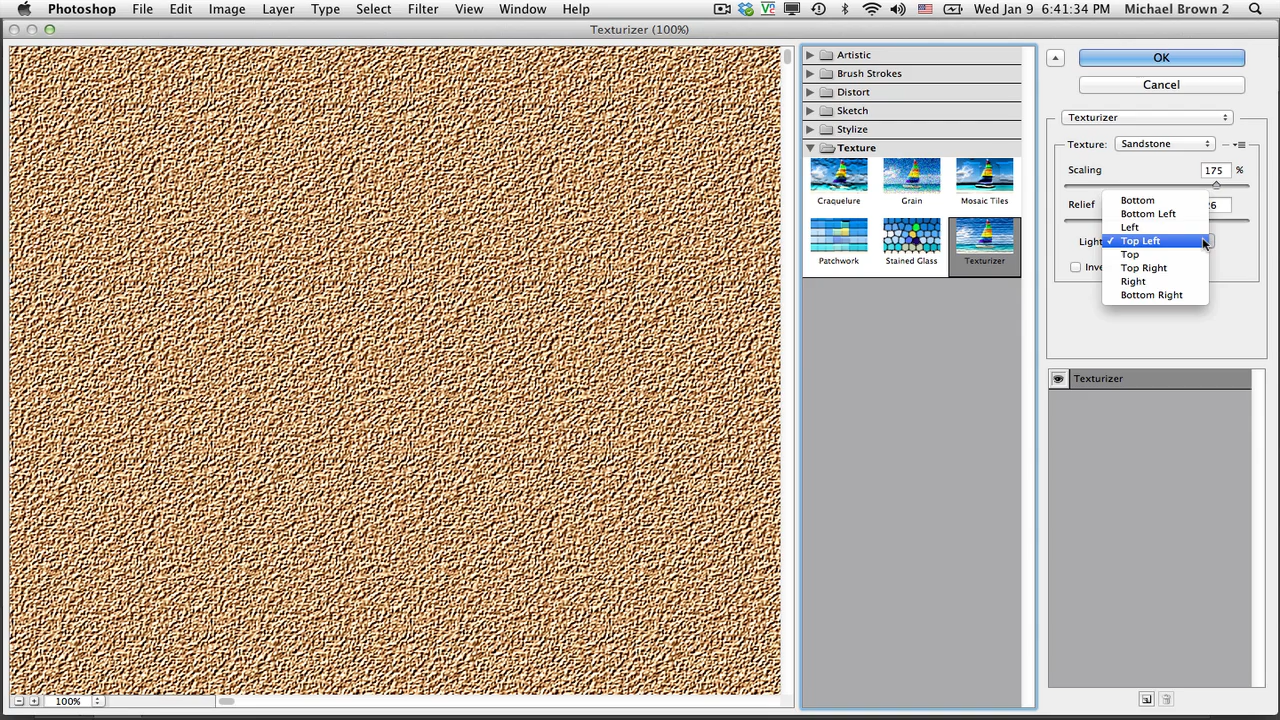 Photoshop File Edit Image Layer Type Select Filter View Window Help Wed Jan 9 6:41:34 PM Michael Brown 2
Texturizer (100%)
Artistic
Brush Strokes
Distort
Sketch
Stylize
Texture
Craquelure Grain Mosaic Tiles
Patchwork Stained Glass Texturizer
OK
Cancel
Texturizer
Texture: Sandstone
Scaling 175 %
Relief
Light
Bottom
Bottom Left
Left
✓ Top Left
Top
Top Right
Right
Bottom Right
Texturizer
100%